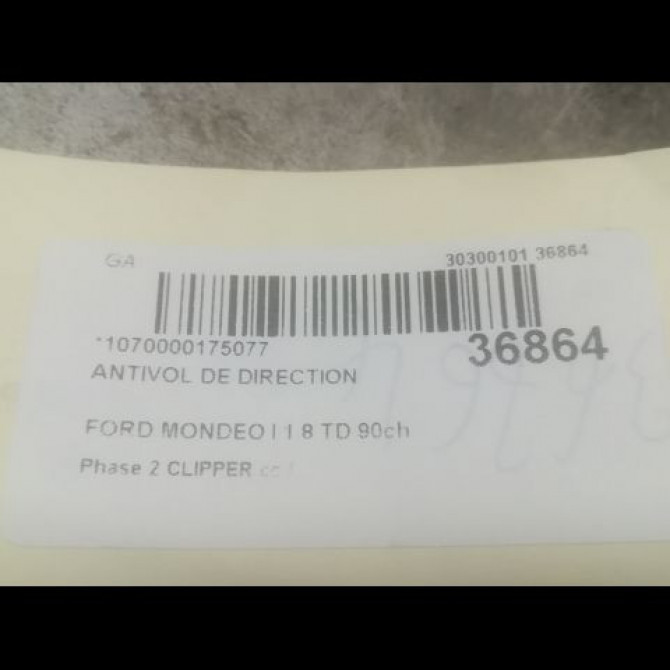 GA 30300101 36864
*1070000175077 36864
ANTIVOL DE DIRECTION
FORD MONDEO I 1 8 TD 90ch
Phase 2 CLIPPER